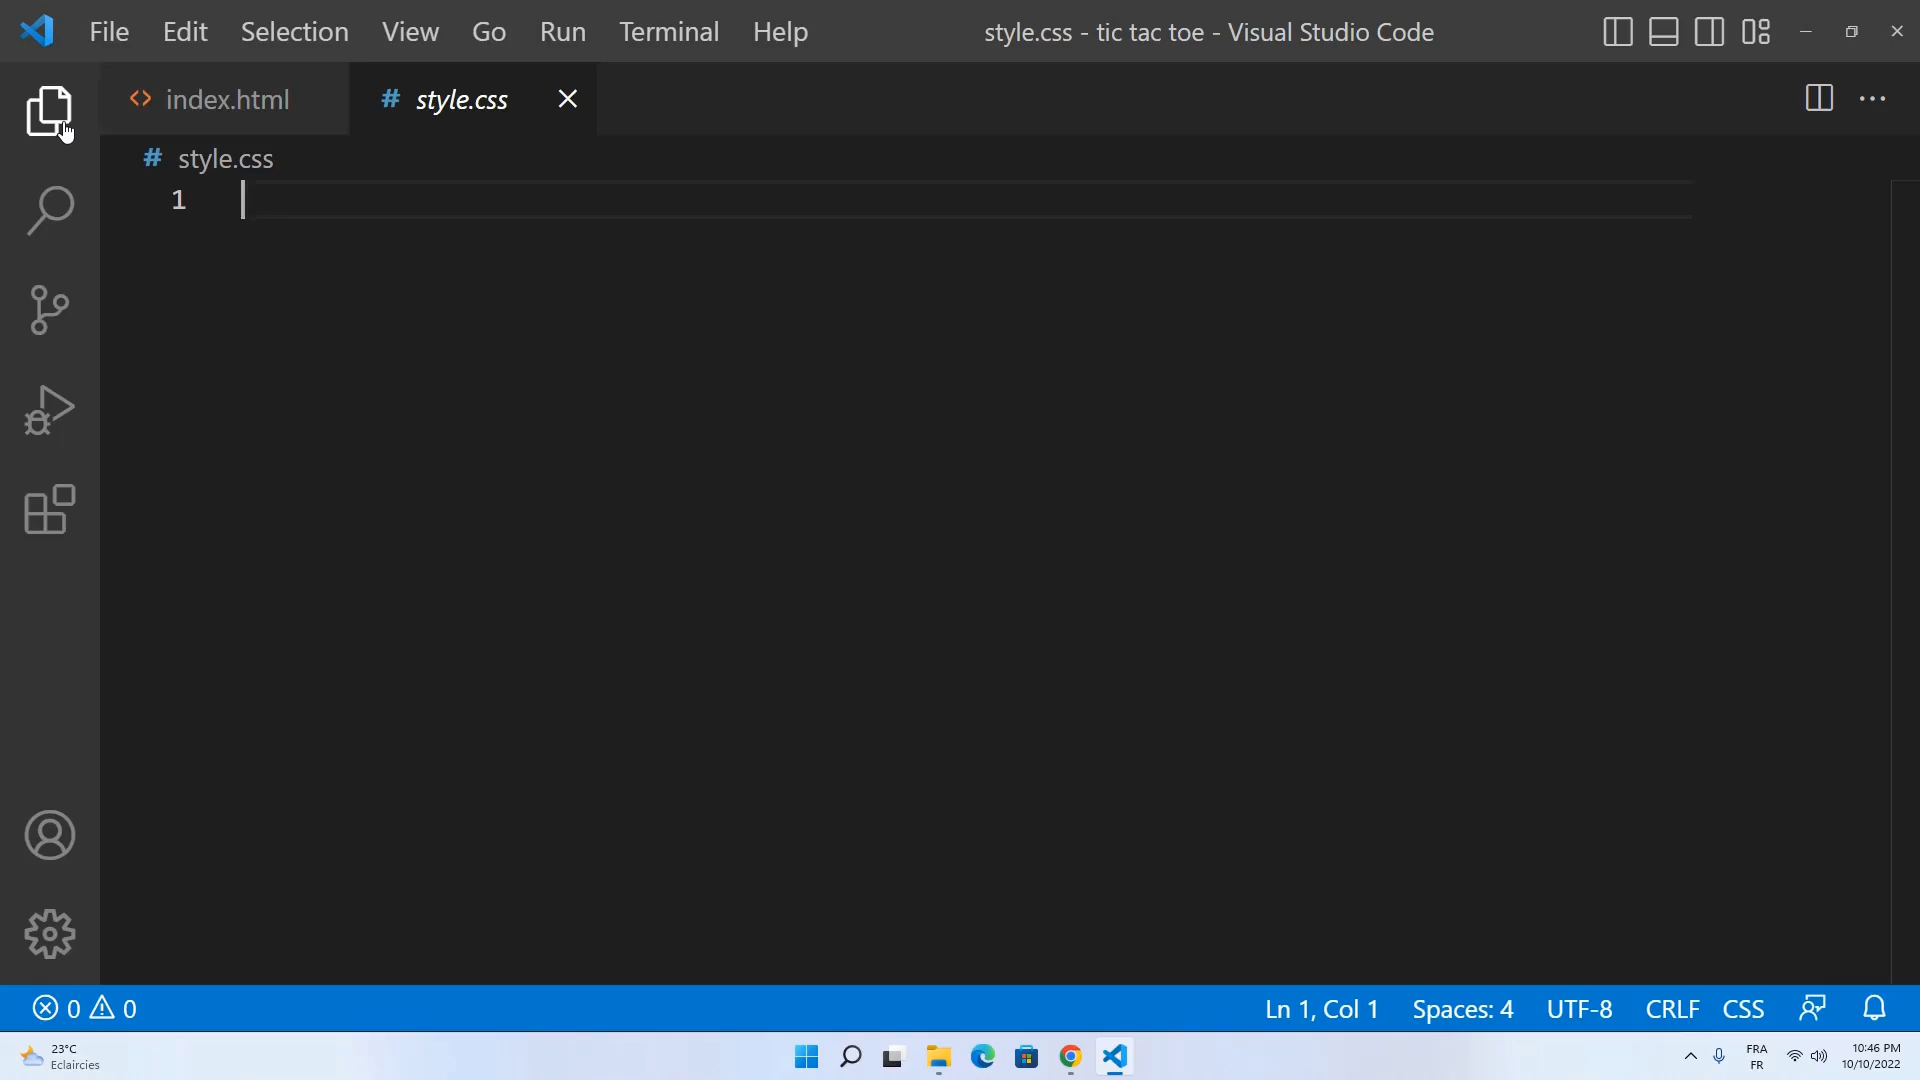 File Edit Selection View Go Run Terminal Help style.css - tic tac toe - Visual Studio Code
index.html # style.css
# style.css
1
0 0 Ln 1, Col 1 Spaces: 4 UTF-8 CRLF CSS
23°C
Eclaircies
FRA
FR
10:46 PM
10/10/2022